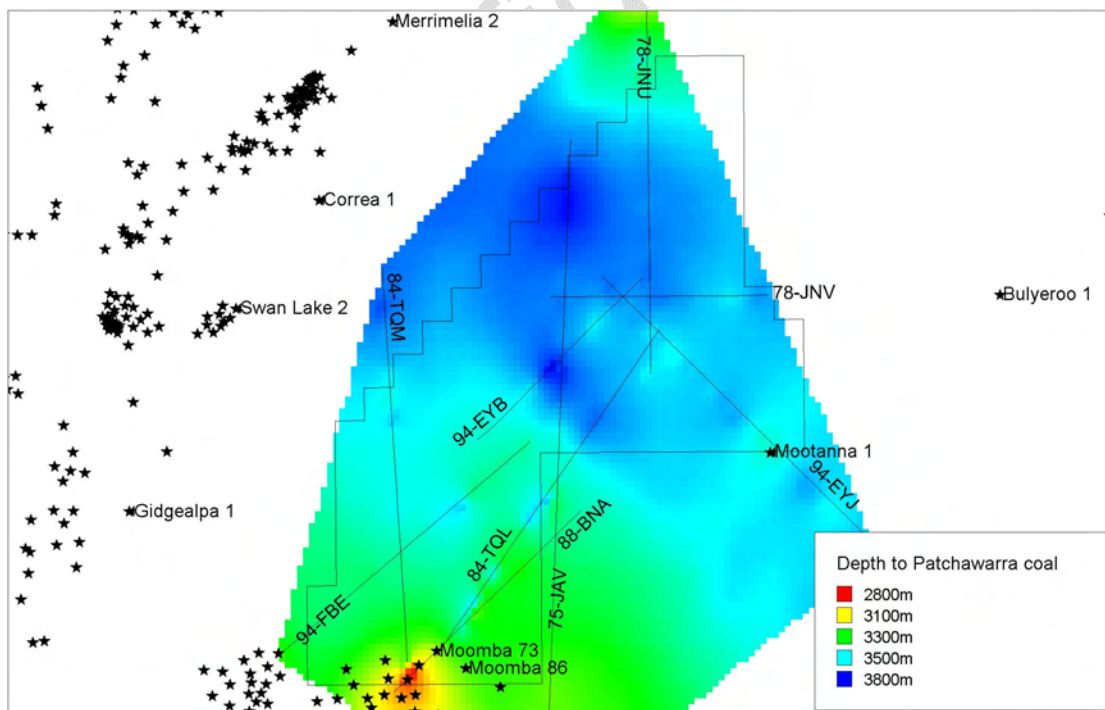 Merrimelia 2
78-JNU
Correa 1
84-TQM
Swan Lake 2
78-JNV
Bulyeroo 1
94-EYB
Mootanna 1
94-EYJ
Gidgealpa 1
88-BNA
84-TQL
75-JAV
94-FBE
Moomba 73
Moomba 86
Depth to Patchawarra coal
2800m
3100m
3300m
3500m
3800m